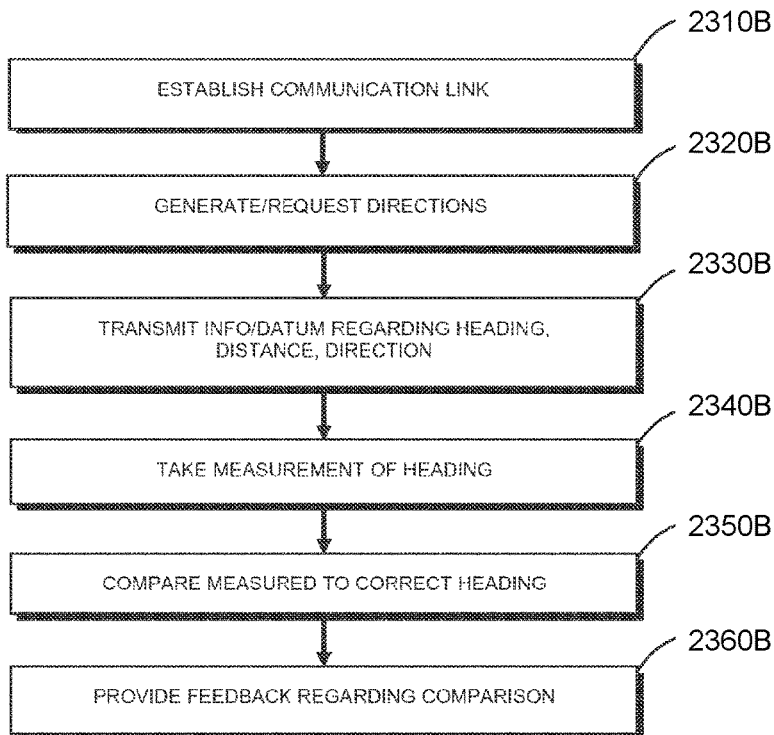 2310B
ESTABLISH COMMUNICATION LINK
2320B
GENERATE/REQUEST DIRECTIONS
2330B
TRANSMIT INFO/DATUM REGARDING HEADING,
DISTANCE, DIRECTION
2340B
TAKE MEASUREMENT OF HEADING
2350B
COMPARE MEASURED TO CORRECT HEADING
2360B
PROVIDE FEEDBACK REGARDING COMPARISON